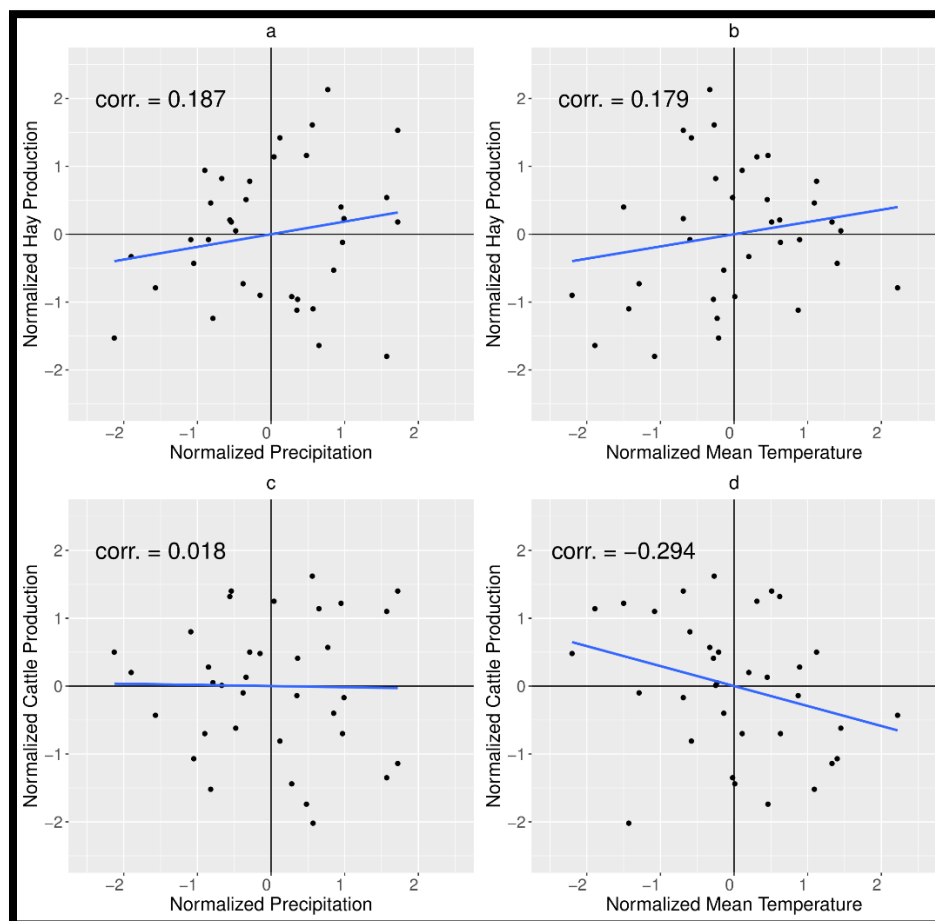 a
corr. = 0.187
Normalized Hay Production
2
1
0
−1
−2
−2
−1
0
1
2
Normalized Precipitation
b
corr. = 0.179
Normalized Hay Production
2
1
0
−1
−2
−2
−1
0
1
2
Normalized Mean Temperature
c
corr. = 0.018
Normalized Cattle Production
2
1
0
−1
−2
−2
−1
0
1
2
Normalized Precipitation
d
corr. = −0.294
Normalized Cattle Production
2
1
0
−1
−2
−2
−1
0
1
2
Normalized Mean Temperature